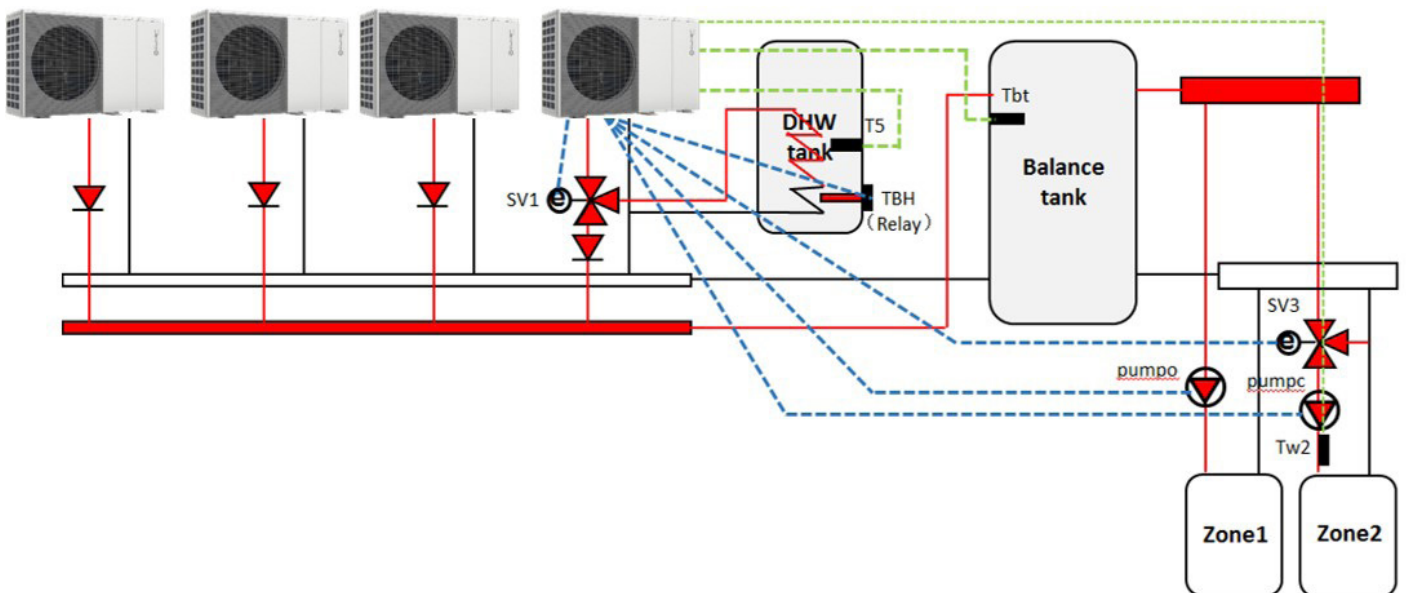 DHW
tank
T5
Tbt
Balance
tank
SV1
e
TBH
（Relay）
SV3
e
pumpo
pumpc
Tw2
Zone1
Zone2